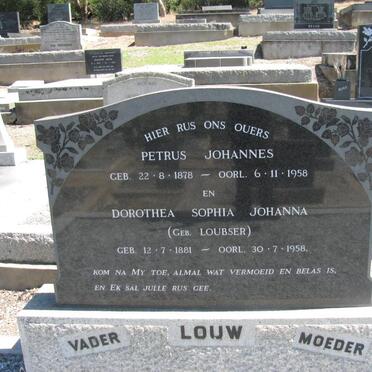 HIER RUS ONS OUERS
PETRUS JOHANNES
GEB. 22·8·1878 — OORL. 6·11·1958
EN
DOROTHEA SOPHIA JOHANNA
(GEB. LOUBSER)
GEB. 12·7·1881 — OORL. 30·7·1958.
KOM NA MY TOE, ALMAL WAT VERMOEID EN BELAS IS,
EN EK SAL JULLE RUS GEE.
VADER LOUW MOEDER